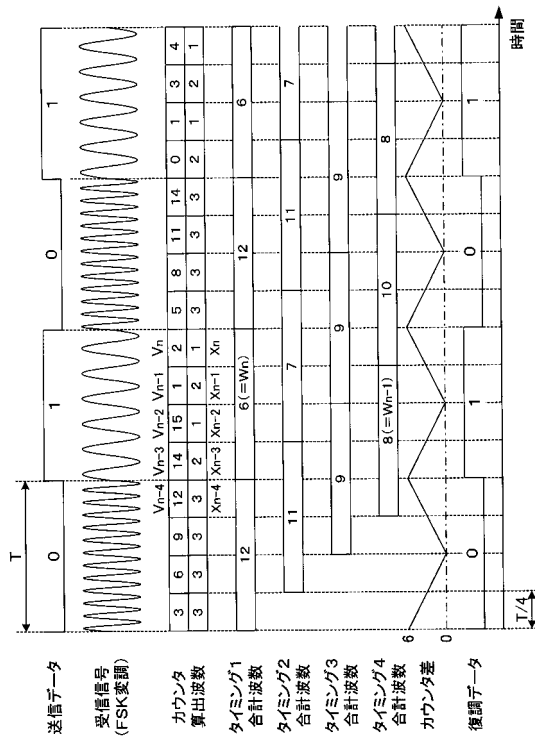 T
送信データ 0 1 0 1
受信信号
(FSK変調)
Vn-4 Vn-3 Vn-2 Vn-1 Vn
カウンタ 3 6 9 12 14 15 1 2 5 8 11 14 0 1 3 4
算出波数 3 3 3 3 2 1 2 1 3 3 3 3 2 1 2 1
Xn-4 Xn-3 Xn-2 Xn-1 Xn
タイミング1
合計波数 12 6(=Wn) 12 6
タイミング2
合計波数 11 7 11 7
タイミング3
合計波数 9 9 9
タイミング4
合計波数 8(=Wn-1) 10 8
カウンタ差 6 0
復調データ 0 1 0 1
T/4
時間